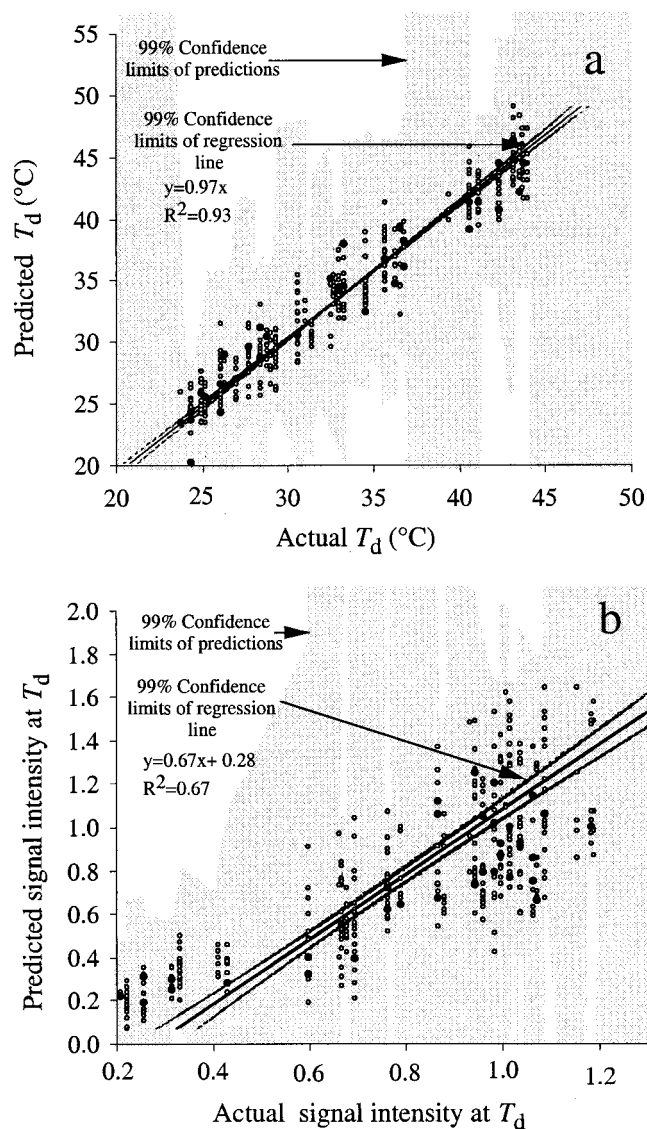 a
99% Confidence
limits of predictions
99% Confidence
limits of regression
line
y=0.97x
R²=0.93
55
50
45
40
35
30
25
20
Predicted Td (°C)
20 25 30 35 40 45 50
Actual Td (°C)
b
99% Confidence
limits of predictions
99% Confidence
limits of regression
line
y=0.67x+ 0.28
R²=0.67
2.0
1.8
1.6
1.4
1.2
1.0
0.8
0.6
0.4
0.2
0.0
Predicted signal intensity at Td
0.2 0.4 0.6 0.8 1.0 1.2
Actual signal intensity at Td